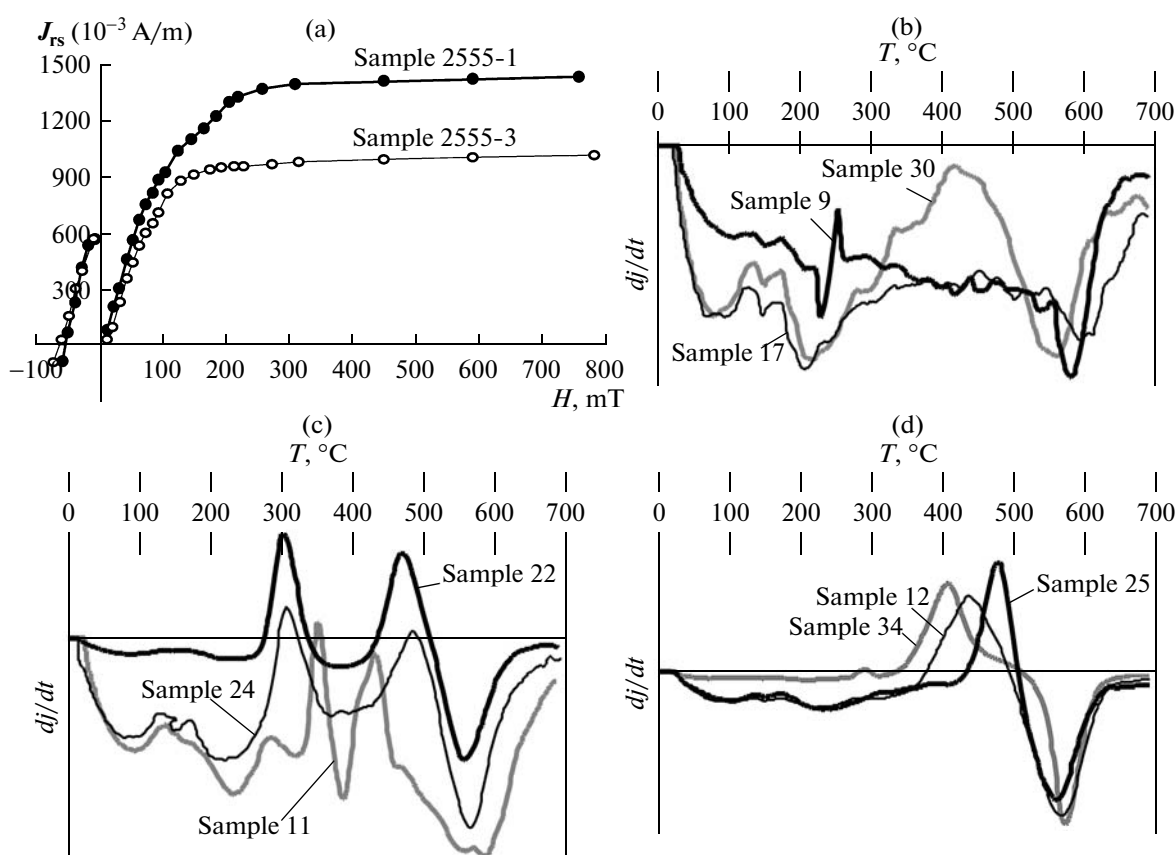 J_rs (10⁻³ A/m)
(a)
1500
1200
900
600
300
Sample 2555-1
Sample 2555-3
−100 0 100 200 300 400 500 600 700 800
H, mT
(b)
T, °C
0 100 200 300 400 500 600 700
Sample 30
Sample 9
Sample 17
dj/dt
(c)
T, °C
0 100 200 300 400 500 600 700
Sample 22
Sample 24
Sample 11
dj/dt
(d)
T, °C
0 100 200 300 400 500 600 700
Sample 12
Sample 25
Sample 34
dj/dt